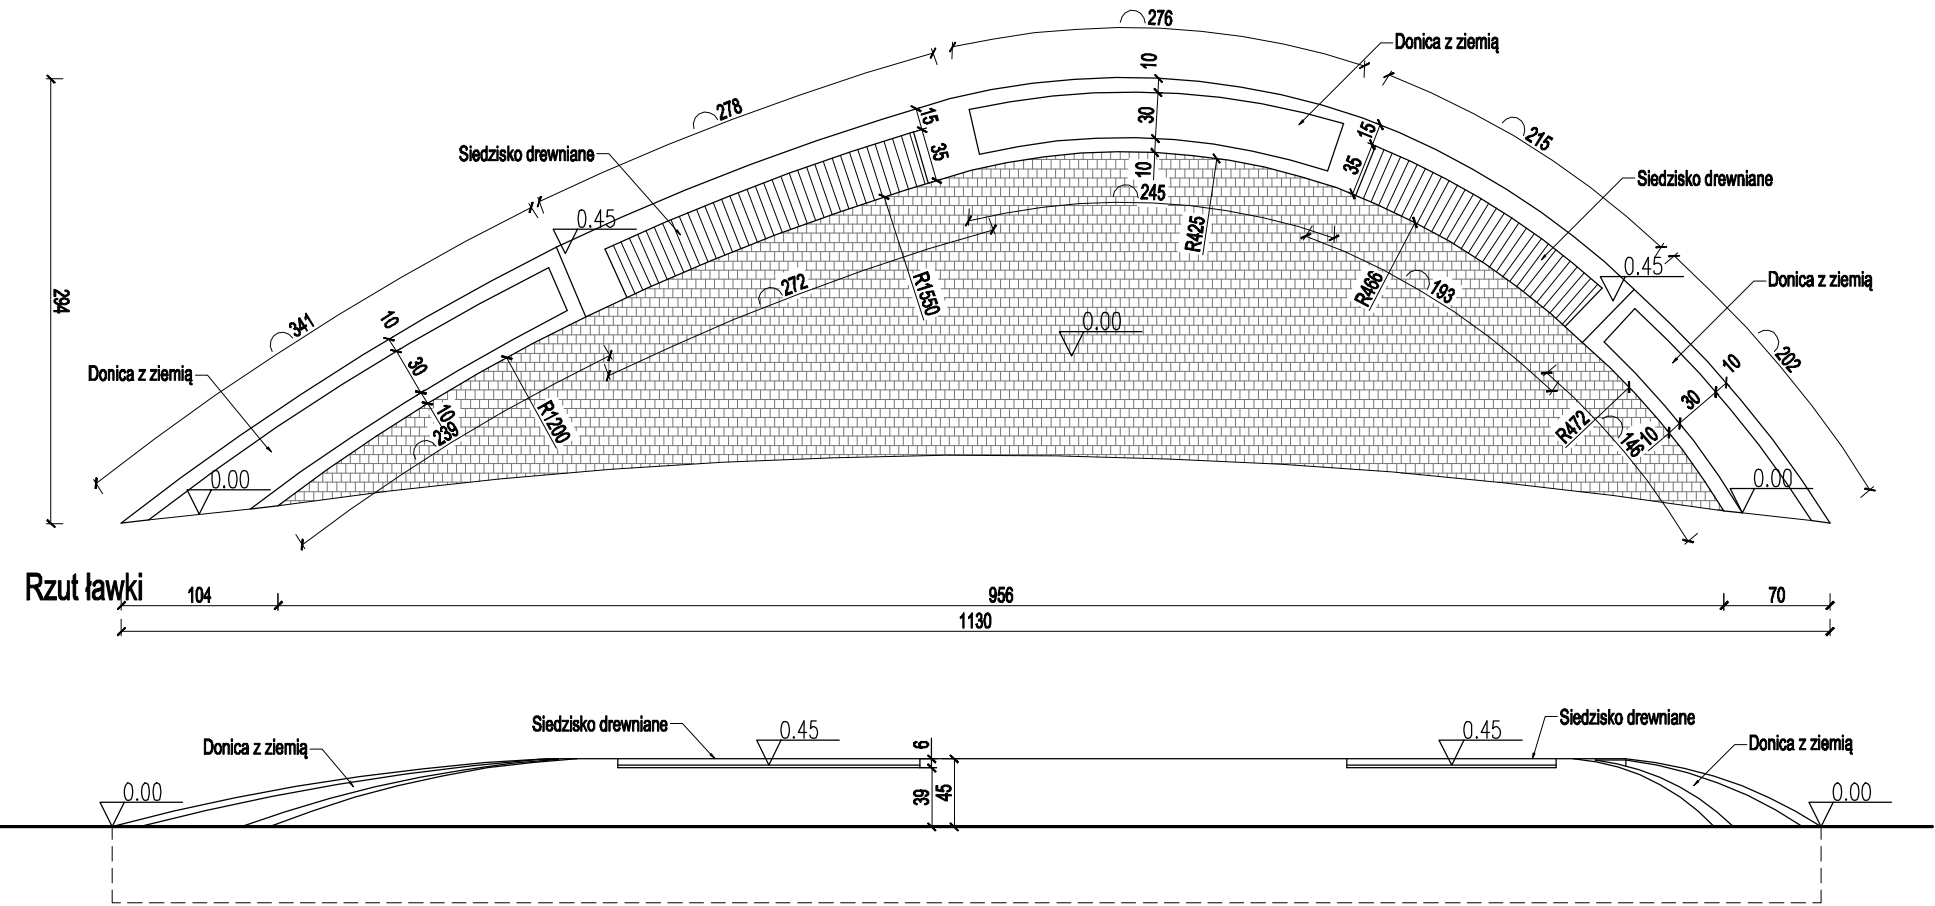 276
Donica z ziemią
10
278
15
30
15
215
Siedzisko drewniane
35
35
10
Siedzisko drewniane
245
0.45
R425
0.45
294
272
R1550
R466
193
Donica z ziemią
341
10
0.00
202
30
10
Donica z ziemią
30
10
R1200
239
R472
146
10
0.00
0.00
Rzut ławki
104
956
70
1130
Siedzisko drewniane
0.45
6
0.45
Siedzisko drewniane
Donica z ziemią
Donica z ziemią
0.00
39
45
0.00